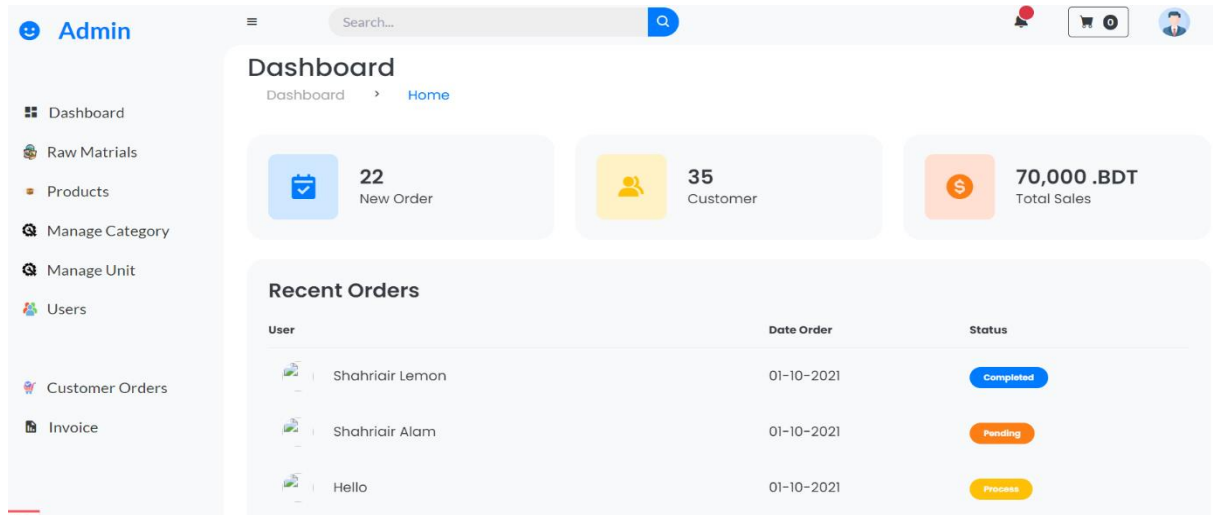 Admin
Search...
0
Dashboard
Dashboard > Home
Dashboard
Raw Matrials
Products
Manage Category
Manage Unit
Users
Customer Orders
Invoice
22
New Order
35
Customer
70,000 .BDT
Total Sales
Recent Orders
User Date Order Status
Shahriair Lemon 01-10-2021 Completed
Shahriair Alam 01-10-2021 Pending
Hello 01-10-2021 Process